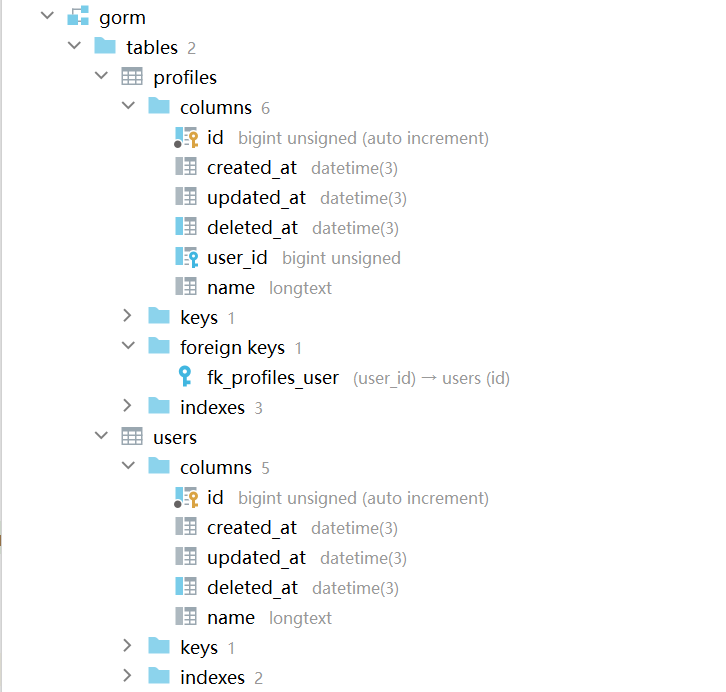 gorm
tables 2
profiles
columns 6
id bigint unsigned (auto increment)
created_at datetime(3)
updated_at datetime(3)
deleted_at datetime(3)
user_id bigint unsigned
name longtext
keys 1
foreign keys 1
fk_profiles_user (user_id) → users (id)
indexes 3
users
columns 5
id bigint unsigned (auto increment)
created_at datetime(3)
updated_at datetime(3)
deleted_at datetime(3)
name longtext
keys 1
indexes 2